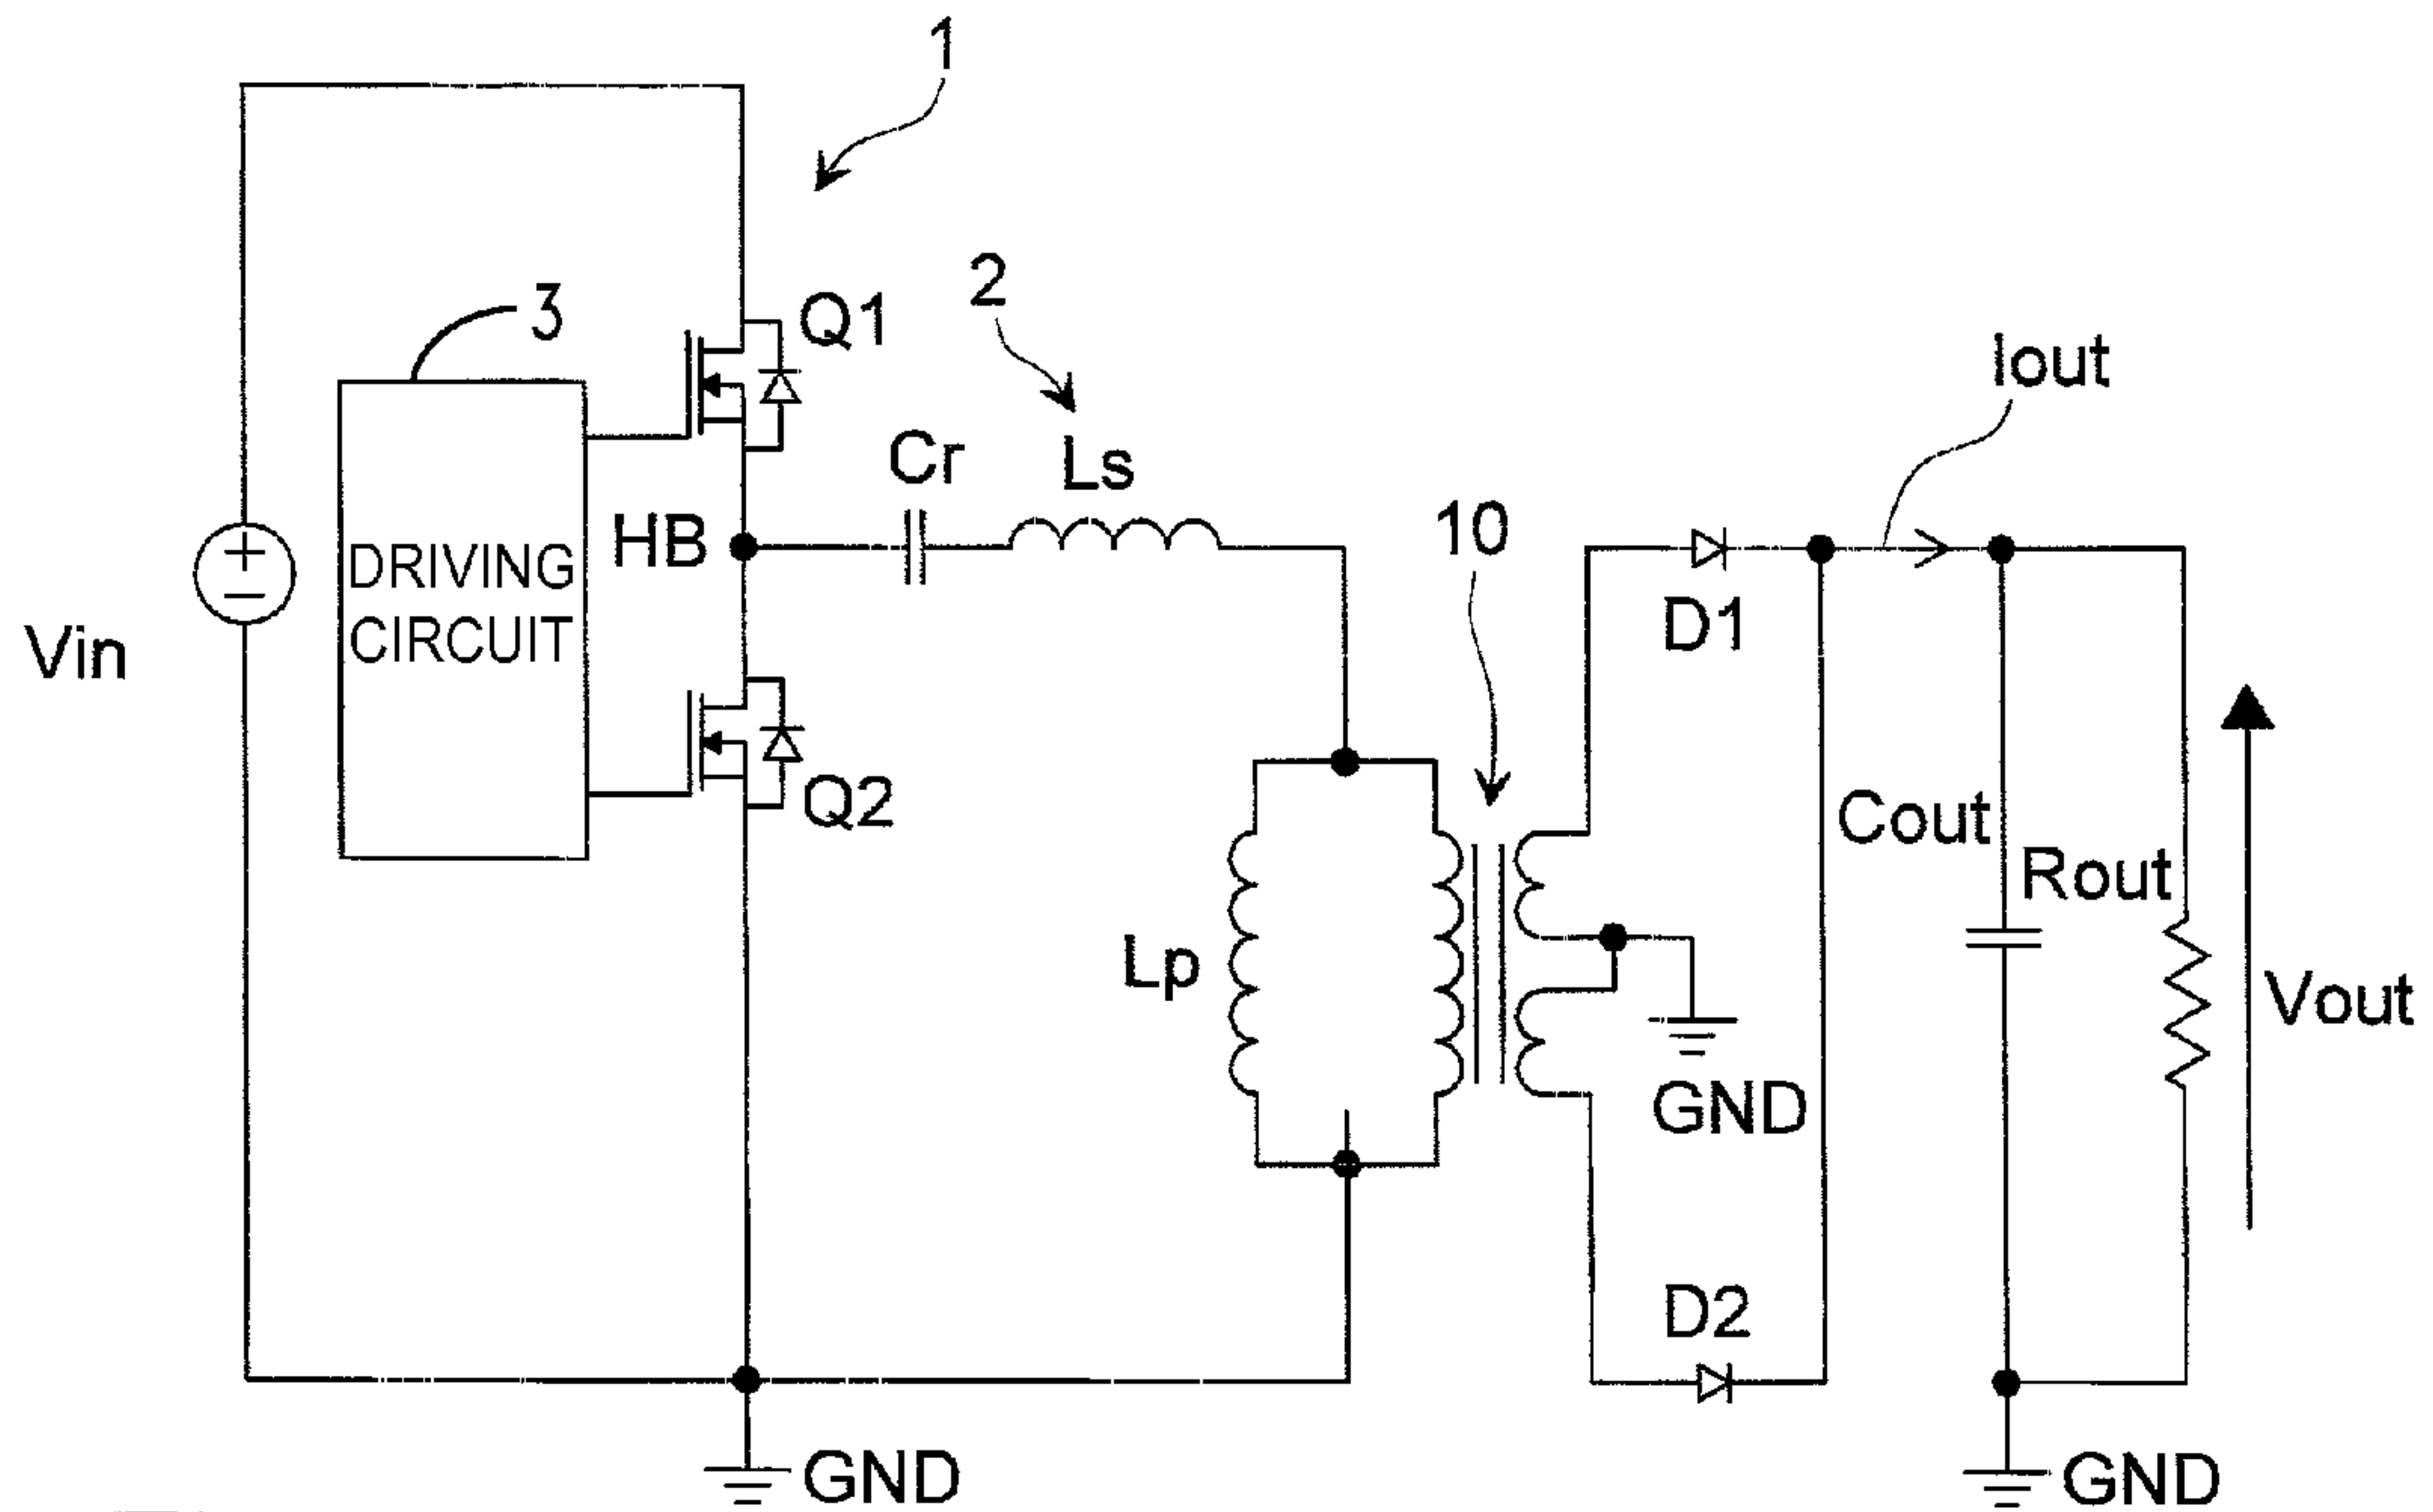 1
2
3
Q1
Iout
Cr
Ls
10
HB
DRIVING
CIRCUIT
D1
Vin
Q2
Cout
Rout
Lp
Vout
GND
D2
GND
GND